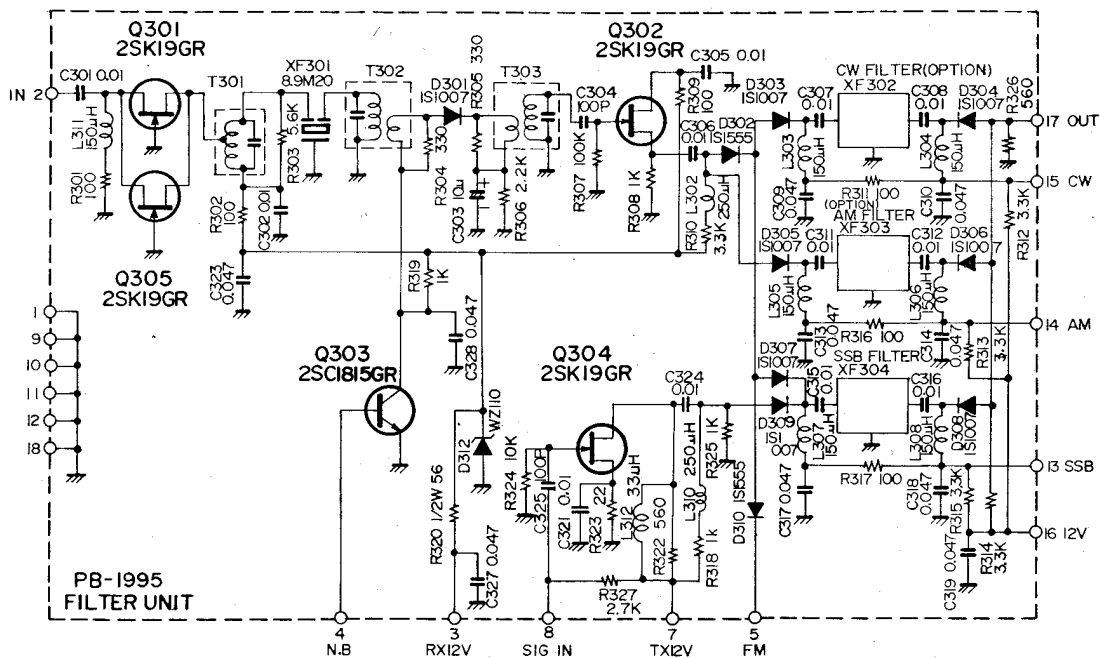 Q301
2SK19GR
Q302
2SK19GR
C305 0.01
C301 0.01
IN 2
T301
XF301
8.9M20
T302
D301
1S1007
R305 330
T303
C304
100P
R309
100
D303
1S1007
C307
0.01
CW FILTER(OPTION)
XF302
C308
0.01
D304
1S1007
R326
560
17 OUT
L311
150μH
R301
100
R303 5.6K
C306
0.01
D302
1S555
L303
150μH
L304
150μH
15 CW
R304 330
C303 10μ
+
R306 2.2K
R307 100K
R308 1K
R310
3.3K
L302
250μH
C309
0.047
R311 100
(OPTION)
AM FILTER
XF303
C310
0.047
R312
3.3K
R302
100
C302 0.01
D305
1S1007
C311
0.01
C312
0.01
D306
1S1007
Q305
2SK19GR
C323
0.047
R319
1K
L305
150μH
L306
150μH
C313
0.047
R316 100
C314
0.047
R313
3.3K
14 AM
1
9
10
11
12
18
C328 0.047
Q303
2SC1815GR
Q304
2SK19GR
C324
0.01
D307
1S1007
SSB FILTER
XF304
C315
0.01
C316
0.01
D308
1S1007
D309
1S1
007
WZ110
D312
R324 10K
C325 100P
C321 0.01
R323 22
L312 33μH
R322 560
L310 250μH
R325 1K
L307
150μH
L308
150μH
13 SSB
R317 100
C317 0.047
C318
0.047
R315 3.3K
D310 1S555
R320 1/2W 56
R318 1k
16 12V
C319 0.047
R314
3.3K
PB-1995
FILTER UNIT
C327 0.047
R327
2.7K
4
N.B
3
RX12V
8
SIG IN
7
TX12V
5
FM